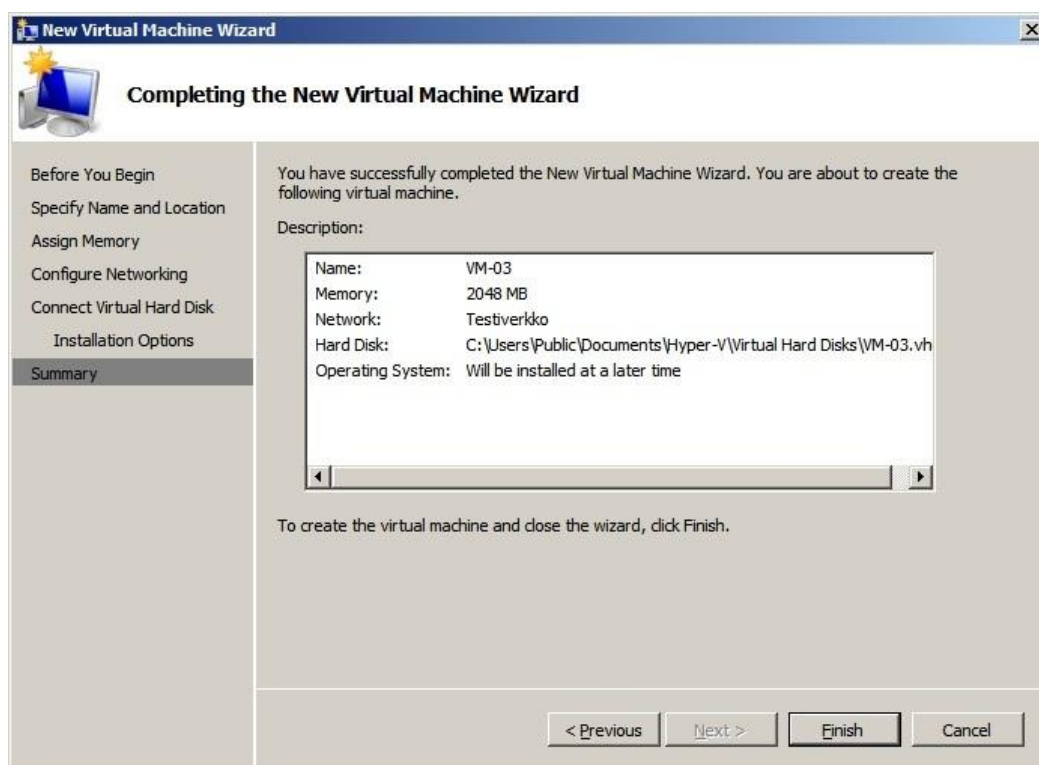 New Virtual Machine Wizard
Completing the New Virtual Machine Wizard
Before You Begin
Specify Name and Location
Assign Memory
Configure Networking
Connect Virtual Hard Disk
Installation Options
Summary
You have successfully completed the New Virtual Machine Wizard. You are about to create the
following virtual machine.
Description:
Name: VM-03
Memory: 2048 MB
Network: Testiverkko
Hard Disk: C:\Users\Public\Documents\Hyper-V\Virtual Hard Disks\VM-03.vh
Operating System: Will be installed at a later time
To create the virtual machine and close the wizard, click Finish.
< Previous Next > Finish Cancel